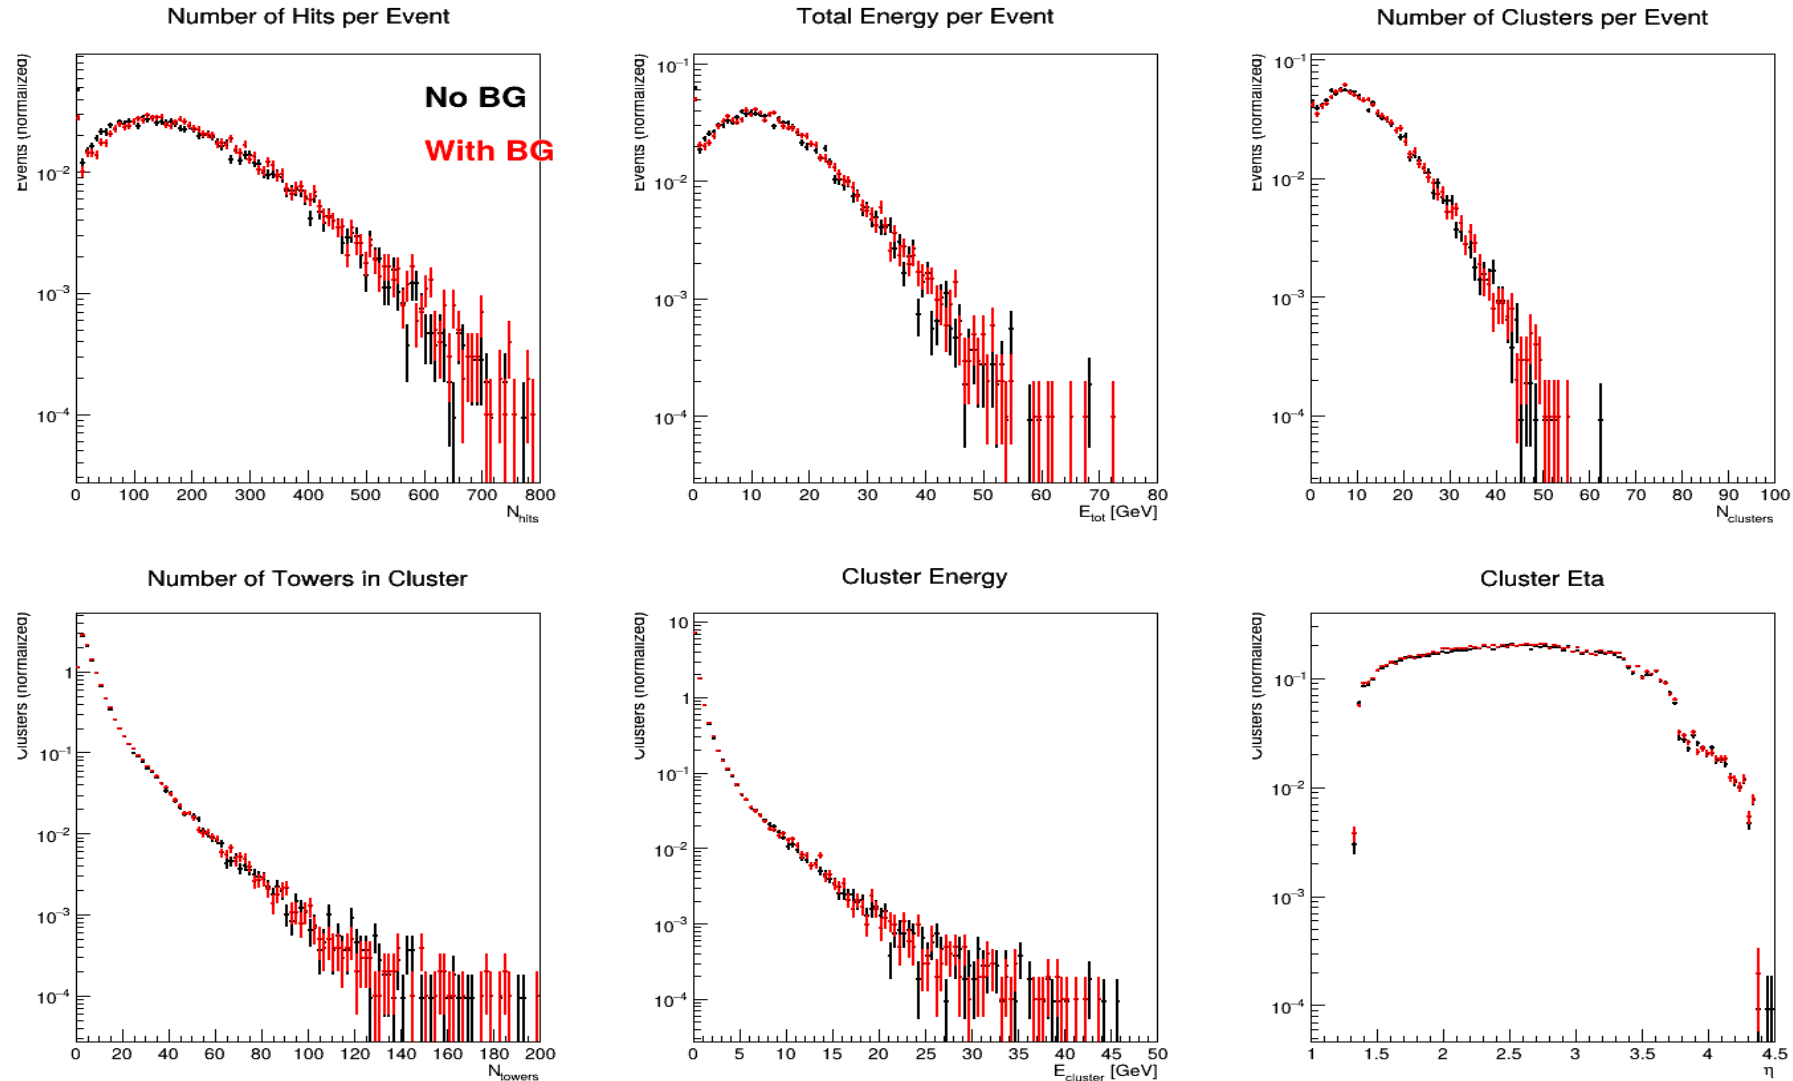 Number of Hits per Event
Events (normalized)
No BG
With BG
10⁻²
10⁻³
10⁻⁴
0 100 200 300 400 500 600 700 800
N_hits
Total Energy per Event
Events (normalized)
10⁻¹
10⁻²
10⁻³
10⁻⁴
0 10 20 30 40 50 60 70 80
E_tot [GeV]
Number of Clusters per Event
Events (normalized)
10⁻¹
10⁻²
10⁻³
10⁻⁴
0 10 20 30 40 50 60 70 80 90 100
N_clusters
Number of Towers in Cluster
Clusters (normalized)
1
10⁻¹
10⁻²
10⁻³
10⁻⁴
0 20 40 60 80 100 120 140 160 180 200
N_towers
Cluster Energy
Clusters (normalized)
10
1
10⁻¹
10⁻²
10⁻³
10⁻⁴
0 5 10 15 20 25 30 35 40 45 50
E_cluster [GeV]
Cluster Eta
Clusters (normalized)
10⁻¹
10⁻²
10⁻³
10⁻⁴
1 1.5 2 2.5 3 3.5 4 4.5
η